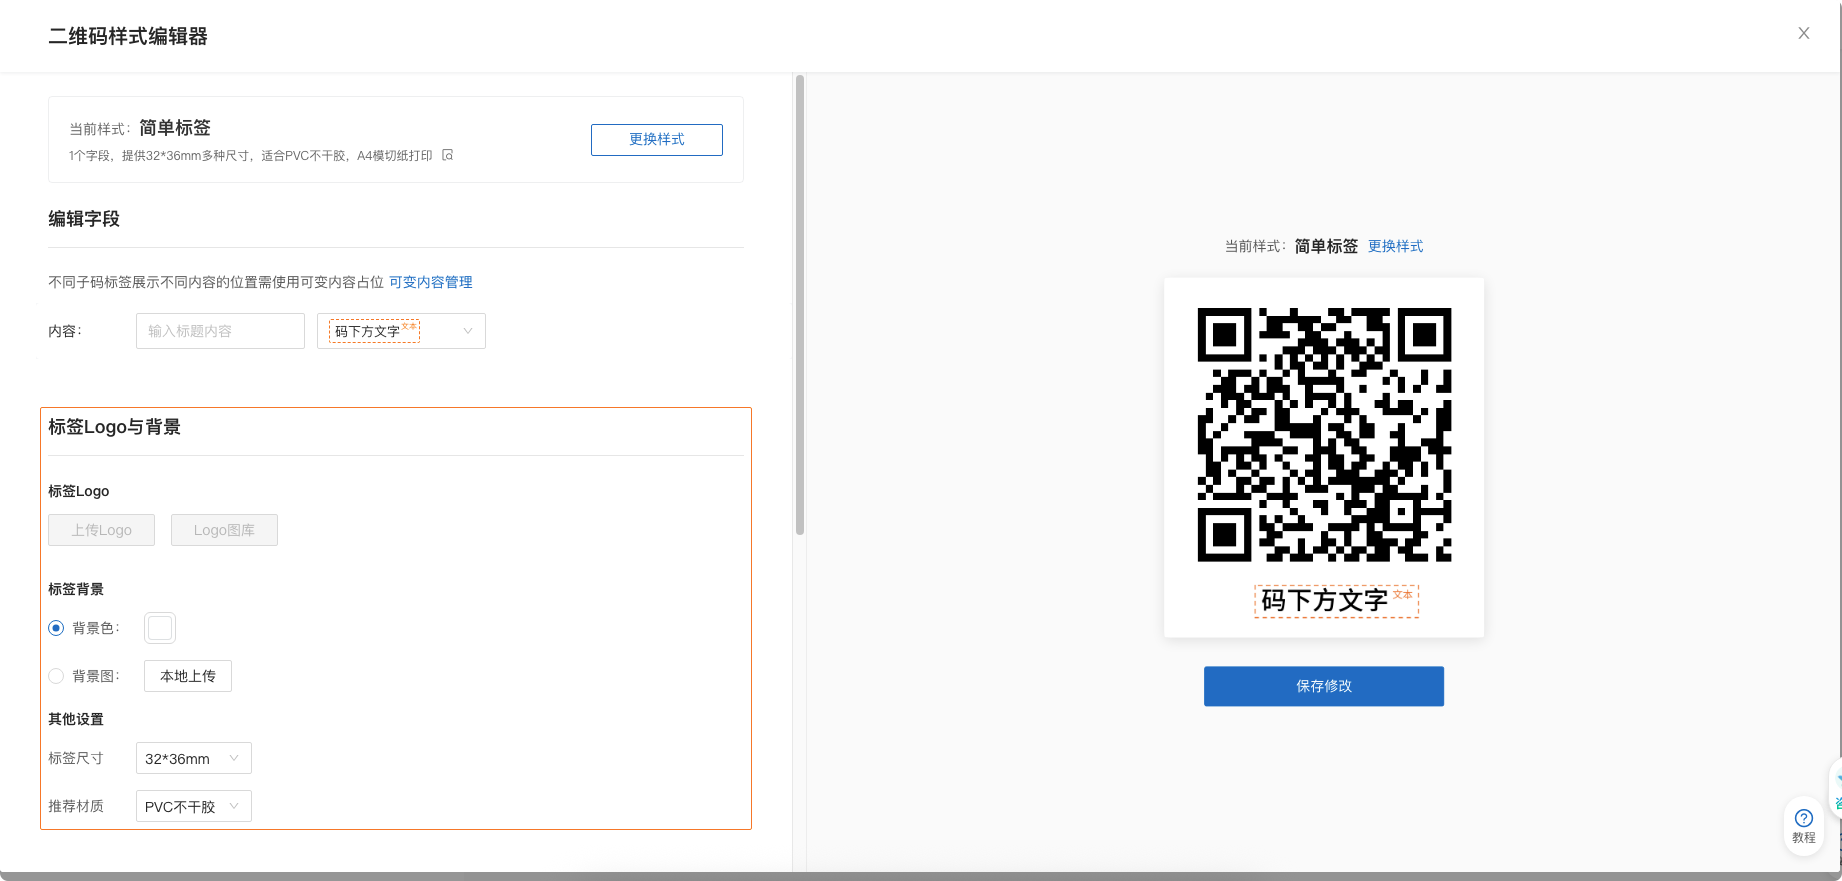 二维码样式编辑器
当前样式：简单标签
1个字段，提供32*36mm多种尺寸，适合PVC不干胶，A4模切纸打印
更换样式
编辑字段
不同子码标签展示不同内容的位置需使用可变内容占位 可变内容管理
内容：
输入标题内容
码下方文字 文本
标签Logo与背景
标签Logo
上传Logo
Logo图库
标签背景
背景色：
背景图：
本地上传
其他设置
标签尺寸
32*36mm
推荐材质
PVC不干胶
当前样式：简单标签 更换样式
码下方文字 文本
保存修改
教程